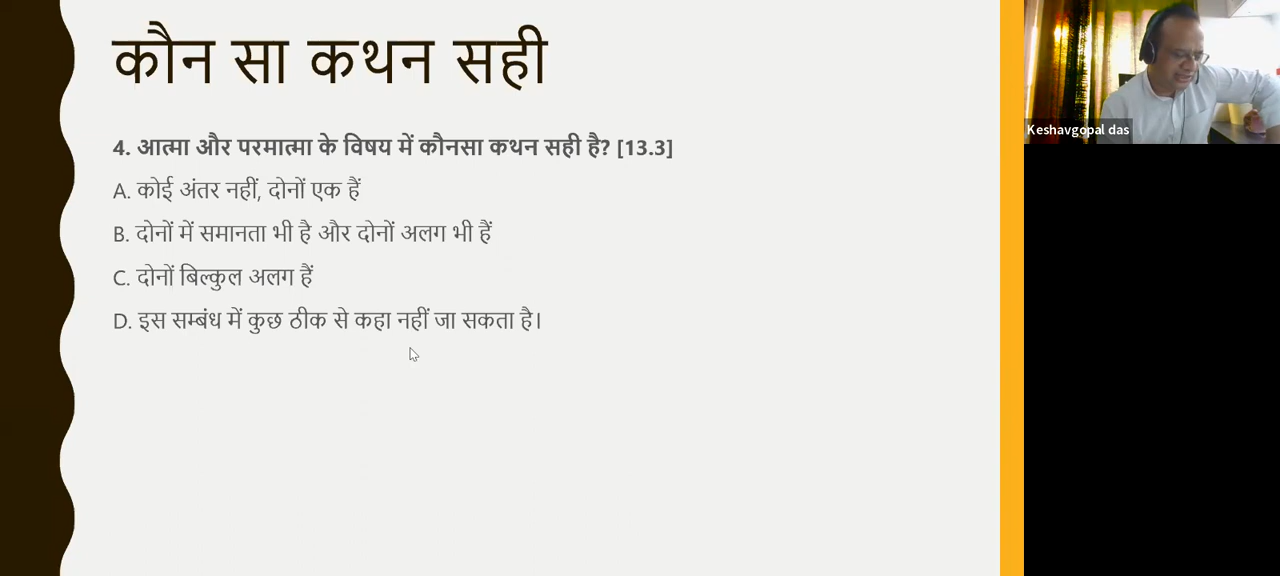 कौन सा कथन सही
4. आत्मा और परमात्मा के विषय में कौनसा कथन सही है? [13.3]
A. कोई अंतर नहीं, दोनों एक हैं
B. दोनों में समानता भी है और दोनों अलग भी हैं
C. दोनों बिल्कुल अलग हैं
D. इस सम्बंध में कुछ ठीक से कहा नहीं जा सकता है।
Keshavgopal das